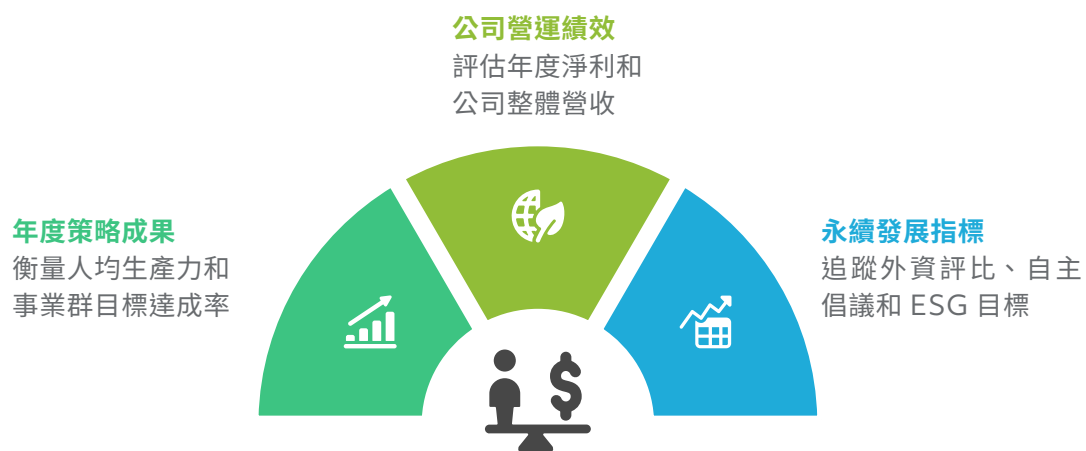 公司營運績效
評估年度淨利和
公司整體營收
年度策略成果
衡量人均生產力和
事業群目標達成率
永續發展指標
追蹤外資評比、自主
倡議和 ESG 目標
$